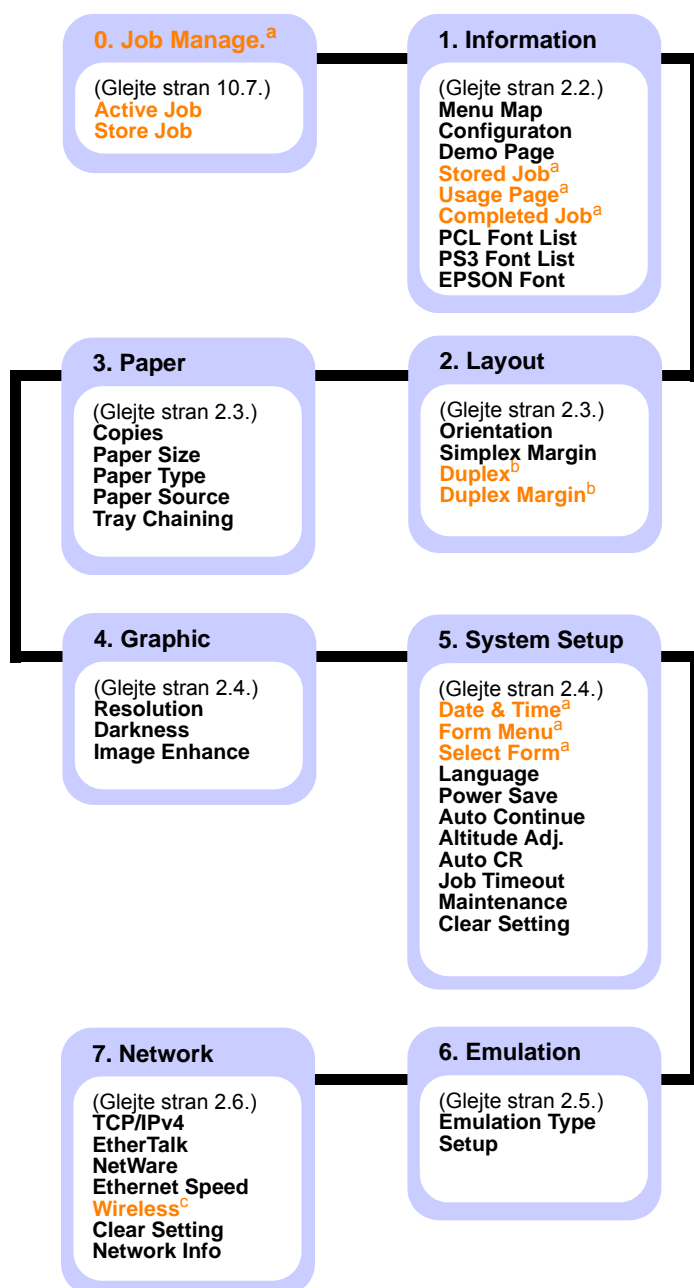 0. Job Manage.a
(Glejte stran 10.7.)
Active Job
Store Job
1. Information
(Glejte stran 2.2.)
Menu Map
Configuraton
Demo Page
Stored Joba
Usage Pagea
Completed Joba
PCL Font List
PS3 Font List
EPSON Font
2. Layout
(Glejte stran 2.3.)
Orientation
Simplex Margin
Duplexb
Duplex Marginb
3. Paper
(Glejte stran 2.3.)
Copies
Paper Size
Paper Type
Paper Source
Tray Chaining
4. Graphic
(Glejte stran 2.4.)
Resolution
Darkness
Image Enhance
5. System Setup
(Glejte stran 2.4.)
Date & Timea
Form Menua
Select Forma
Language
Power Save
Auto Continue
Altitude Adj.
Auto CR
Job Timeout
Maintenance
Clear Setting
6. Emulation
(Glejte stran 2.5.)
Emulation Type
Setup
7. Network
(Glejte stran 2.6.)
TCP/IPv4
EtherTalk
NetWare
Ethernet Speed
Wirelessc
Clear Setting
Network Info